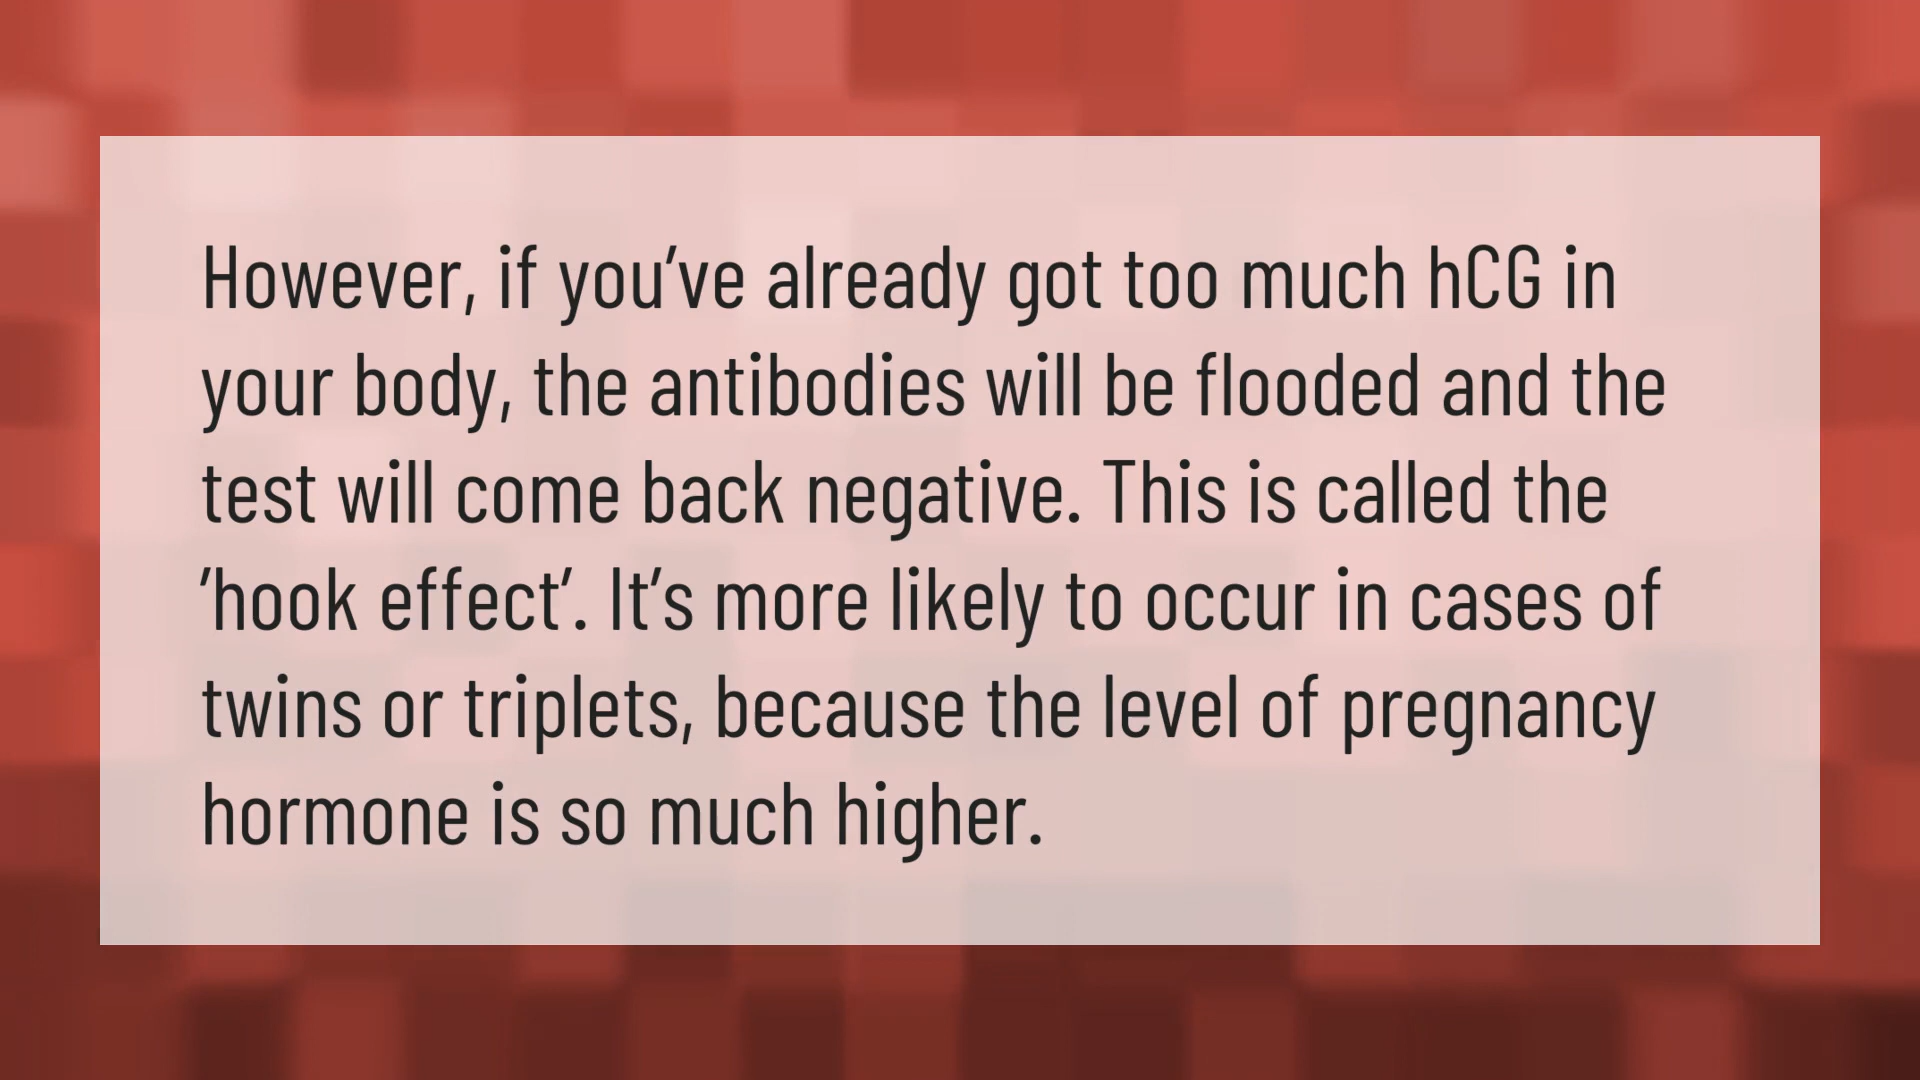 However, if you’ve already got too much hCG in
your body, the antibodies will be flooded and the
test will come back negative. This is called the
’hook effect’. It’s more likely to occur in cases of
twins or triplets, because the level of pregnancy
hormone is so much higher.